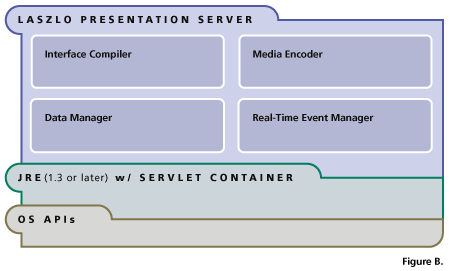 LASZLO PRESENTATION SERVER
Interface Compiler
Media Encoder
Data Manager
Real-Time Event Manager
JRE (1.3 or later) w/ SERVLET CONTAINER
OS APIs
Figure B.